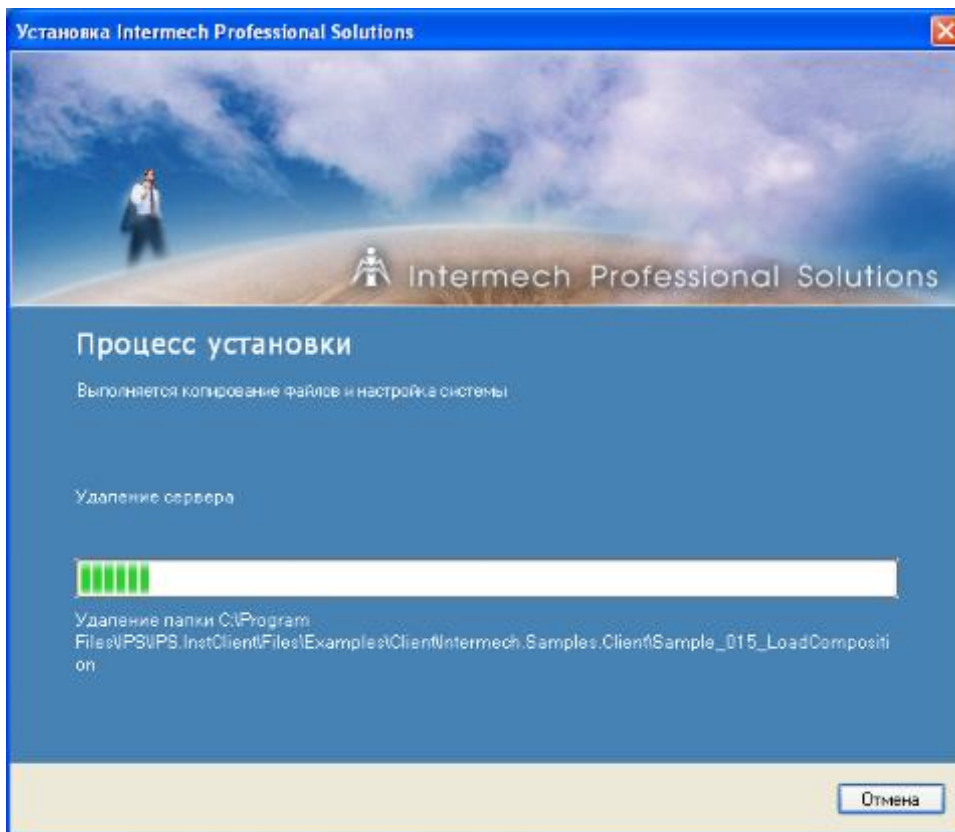 Установка Intermech Professional Solutions
Intermech Professional Solutions
Процесс установки
Выполняется копирование файлов и настройка системы
Удаление сервера
Удаление папки C:\Program
Files\IPS\IPS.InstClient\Files\Examples\Client\Intermech.Samples.Client\Sample_015_LoadCompositi
on
Отмена